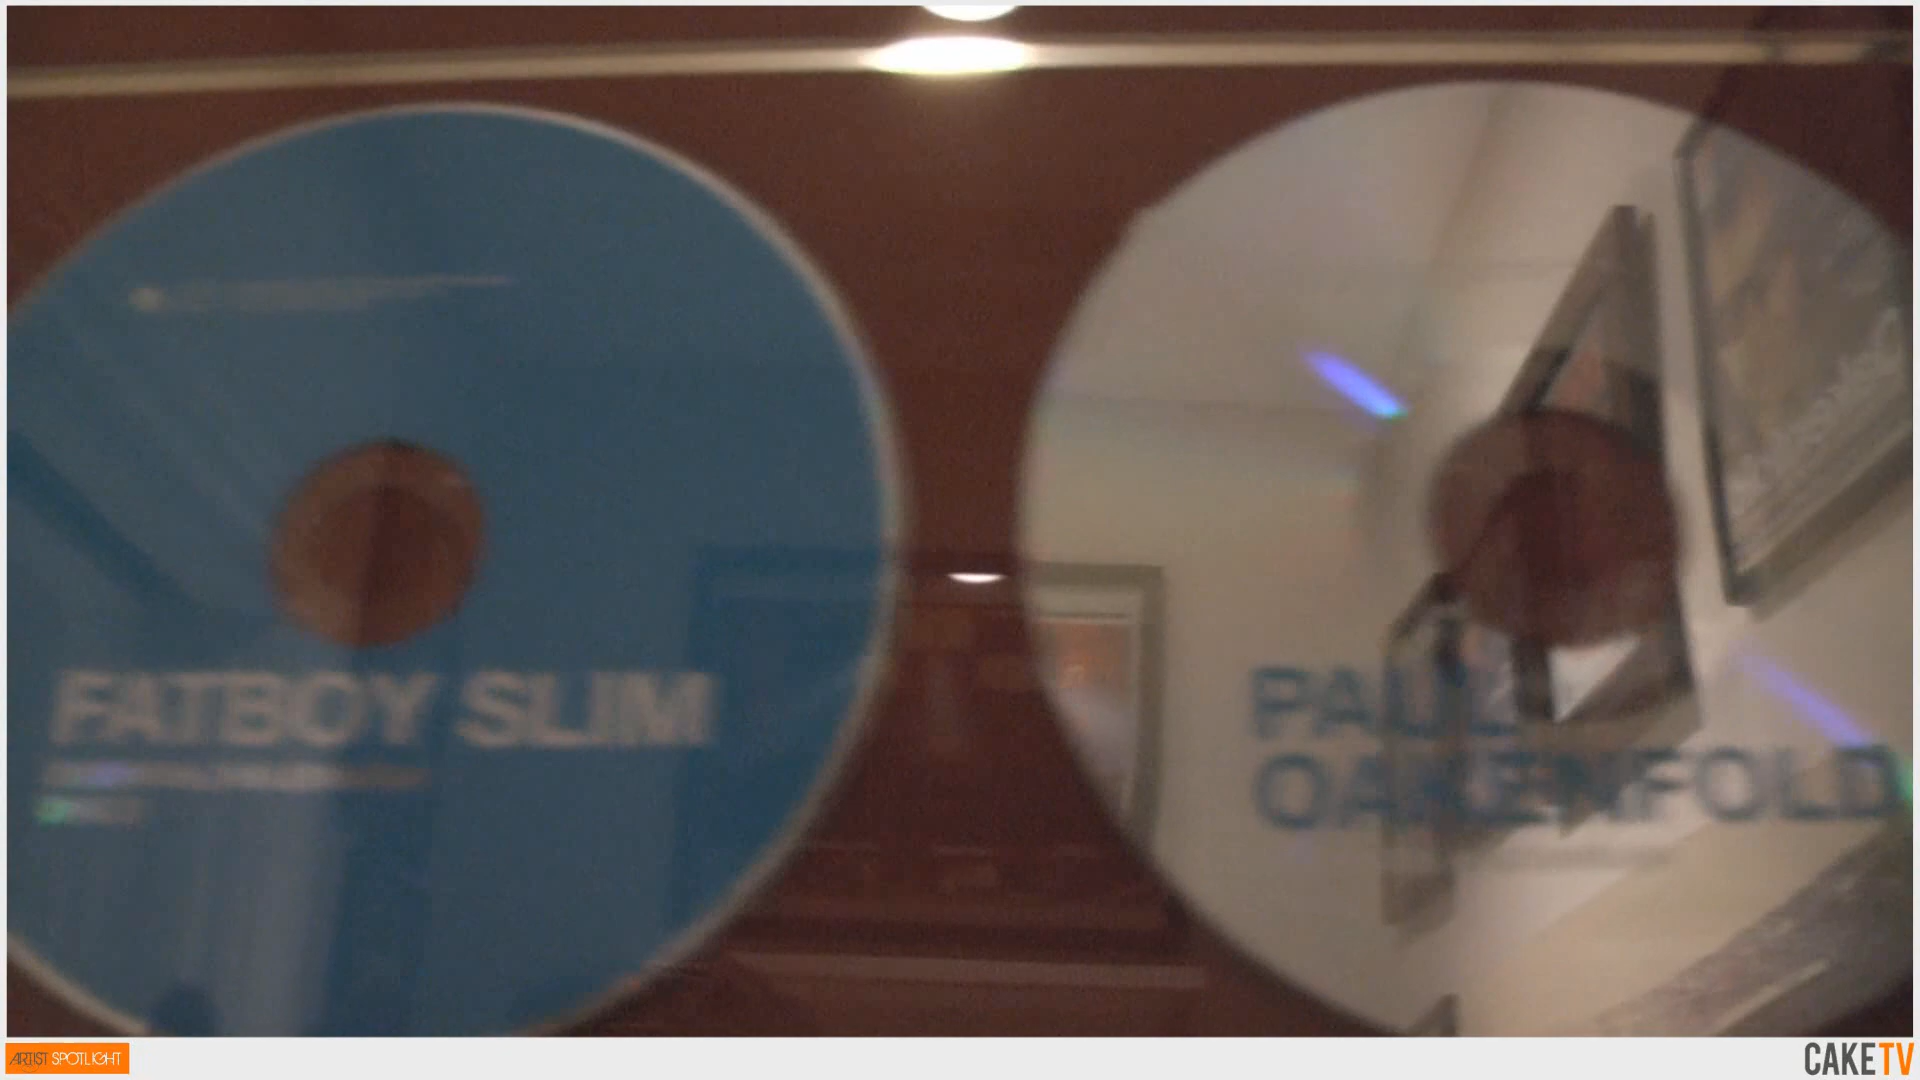 FATBOY SLIM
PAUL
OAKENFOLD
ARTIST SPOTLIGHT
CAKETV